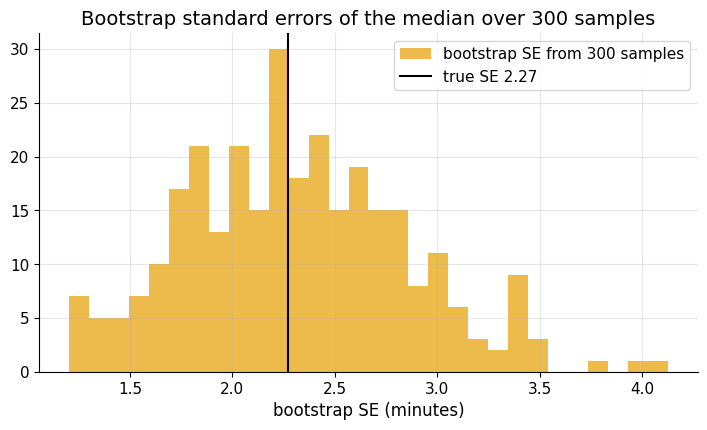 Bootstrap standard errors of the median over 300 samples
bootstrap SE from 300 samples
true SE 2.27
30
25
20
15
10
5
0
1.5 2.0 2.5 3.0 3.5 4.0
bootstrap SE (minutes)